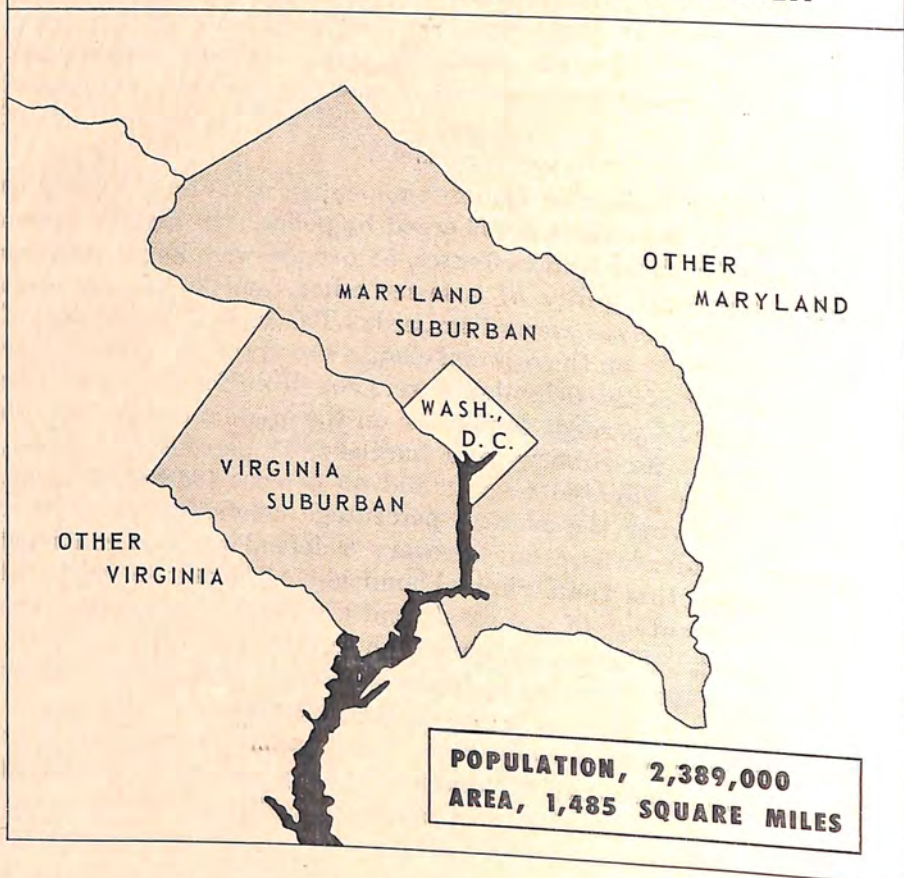 OTHER
MARYLAND
MARYLAND
SUBURBAN
WASH.,
D. C.
VIRGINIA
SUBURBAN
OTHER
VIRGINIA
POPULATION, 2,389,000
AREA, 1,485 SQUARE MILES